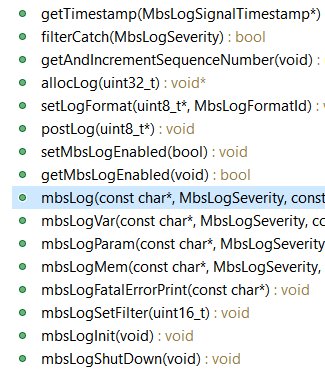 getTimestamp(MbsLogSignalTimestamp*)
filterCatch(MbsLogSeverity) : bool
getAndIncrementSequenceNumber(void) :
allocLog(uint32_t) : void*
setLogFormat(uint8_t*, MbsLogFormatId) :
postLog(uint8_t*) : void
setMbsLogEnabled(bool) : void
getMbsLogEnabled(void) : bool
mbsLog(const char*, MbsLogSeverity, const
mbsLogVar(const char*, MbsLogSeverity, co
mbsLogParam(const char*, MbsLogSeverity
mbsLogMem(const char*, MbsLogSeverity,
mbsLogFatalErrorPrint(const char*) : void
mbsLogSetFilter(uint16_t) : void
mbsLogInit(void) : void
mbsLogShutDown(void) : void